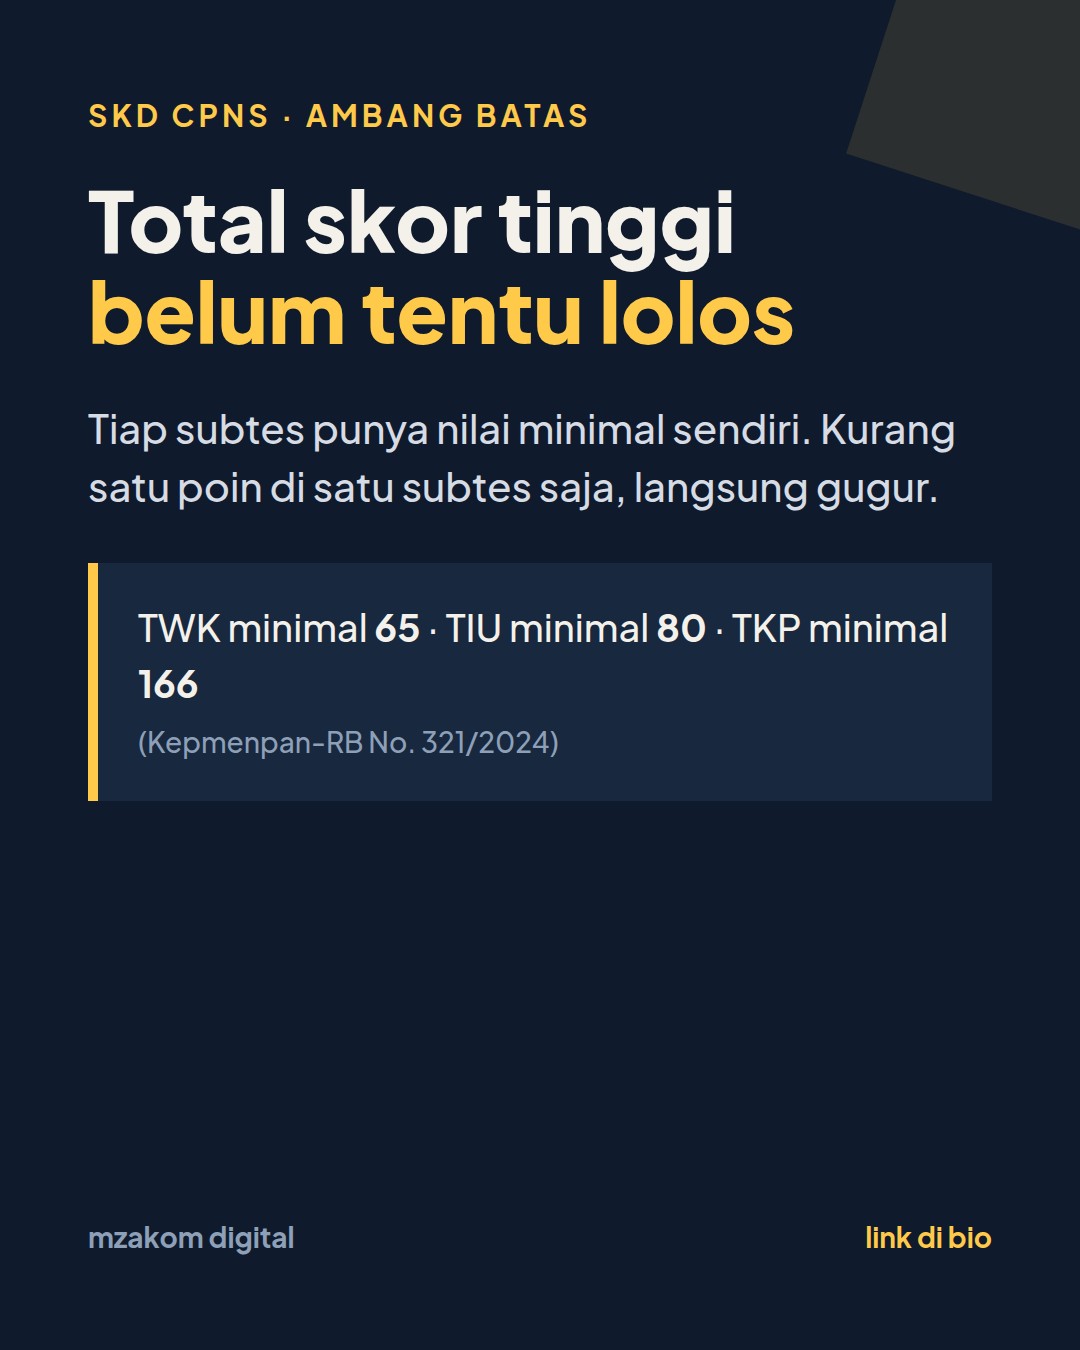 SKD CPNS · AMBANG BATAS
Total skor tinggi
belum tentu lolos
Tiap subtes punya nilai minimal sendiri. Kurang
satu poin di satu subtes saja, langsung gugur.
TWK minimal 65 · TIU minimal 80 · TKP minimal
166
(Kepmenpan-RB No. 321/2024)
mzakom digital
link di bio